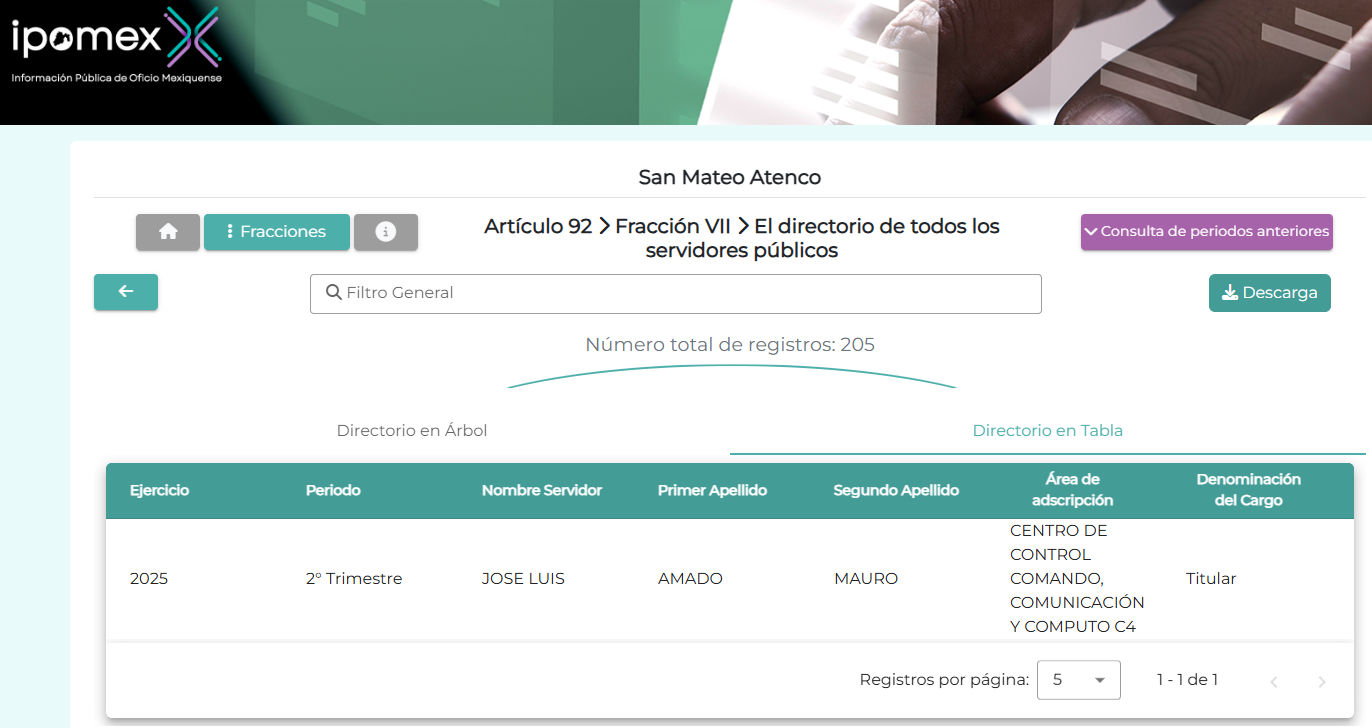 ipomex
Información Pública de Oficio Mexiquense
San Mateo Atenco
Fracciones
Artículo 92 > Fracción VII > El directorio de todos los
servidores públicos
Consulta de periodos anteriores
Filtro General
Descarga
Número total de registros: 205
Directorio en Árbol
Directorio en Tabla
Ejercicio
Periodo
Nombre Servidor
Primer Apellido
Segundo Apellido
Área de
adscripción
Denominación
del Cargo
2025
2° Trimestre
JOSE LUIS
AMADO
MAURO
CENTRO DE
CONTROL
COMANDO,
COMUNICACIÓN
Y COMPUTO C4
Titular
Registros por página:
5
1 - 1 de 1